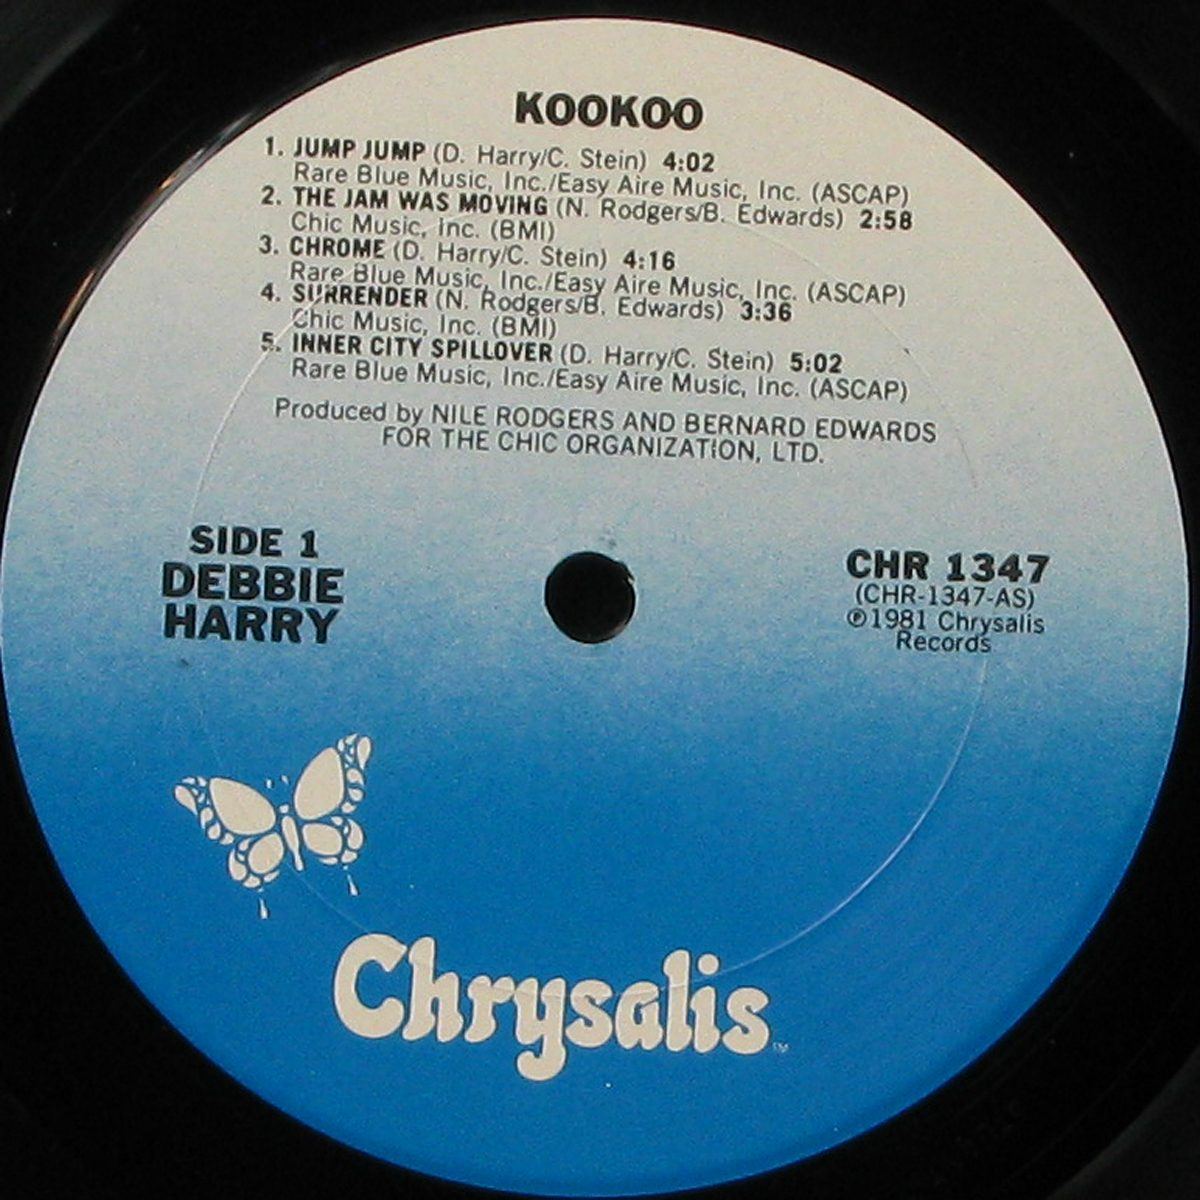 KOOKOO
1. JUMP JUMP (D. Harry/C. Stein) 4:02
Rare Blue Music, Inc./Easy Aire Music, Inc. (ASCAP)
2. THE JAM WAS MOVING (N. Rodgers/B. Edwards) 2:58
Chic Music, Inc. (BMI)
3. CHROME (D. Harry/C. Stein) 4:16
Rare Blue Music, Inc./Easy Aire Music, Inc. (ASCAP)
4. SURRENDER (N. Rodgers/B. Edwards) 3:36
Chic Music, Inc. (BMI)
5. INNER CITY SPILLOVER (D. Harry/C. Stein) 5:02
Rare Blue Music, Inc./Easy Aire Music, Inc. (ASCAP)
Produced by NILE RODGERS AND BERNARD EDWARDS
FOR THE CHIC ORGANIZATION, LTD.
SIDE 1
DEBBIE
HARRY
CHR 1347
(CHR-1347-AS)
℗1981 Chrysalis
Records
Chrysalis™